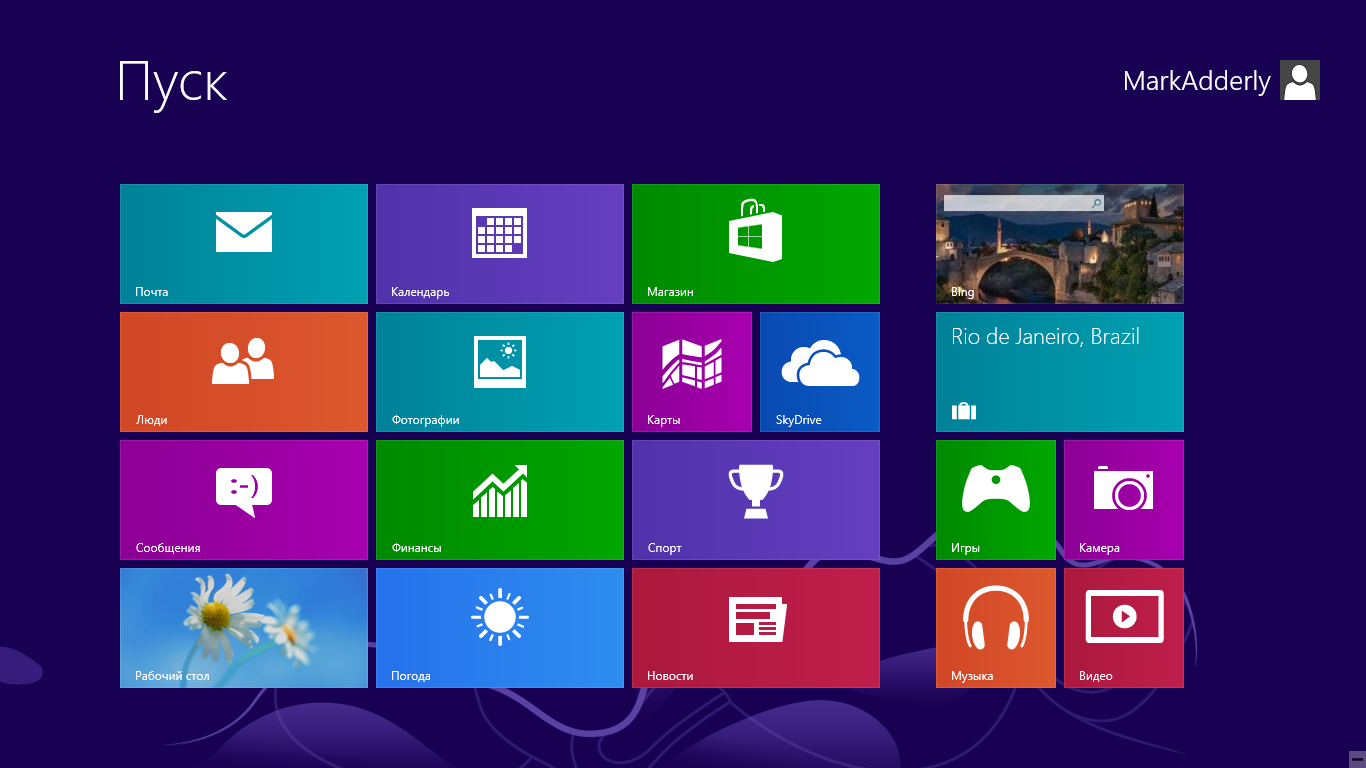 Пуск
MarkAdderly
Почта
Календарь
Магазин
Bing
Люди
Фотографии
Карты
SkyDrive
Rio de Janeiro, Brazil
Сообщения
:-)
Финансы
Спорт
Игры
Камера
Рабочий стол
Погода
Новости
Музыка
Видео